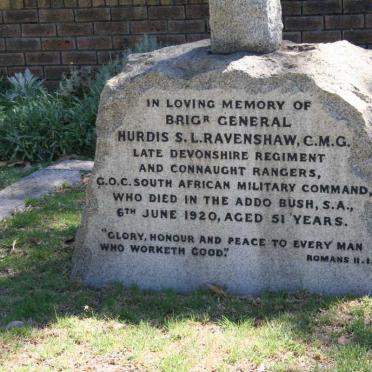 IN LOVING MEMORY OF
BRIGR GENERAL
HURDIS S.L.RAVENSHAW, C.M.G.
LATE DEVONSHIRE REGIMENT
AND CONNAUGHT RANGERS,
G.O.C. SOUTH AFRICAN MILITARY COMMAND,
WHO DIED IN THE ADDO BUSH, S.A.,
6TH JUNE 1920, AGED 51 YEARS.
"GLORY, HONOUR AND PEACE TO EVERY MAN
WHO WORKETH GOOD".
ROMANS II.